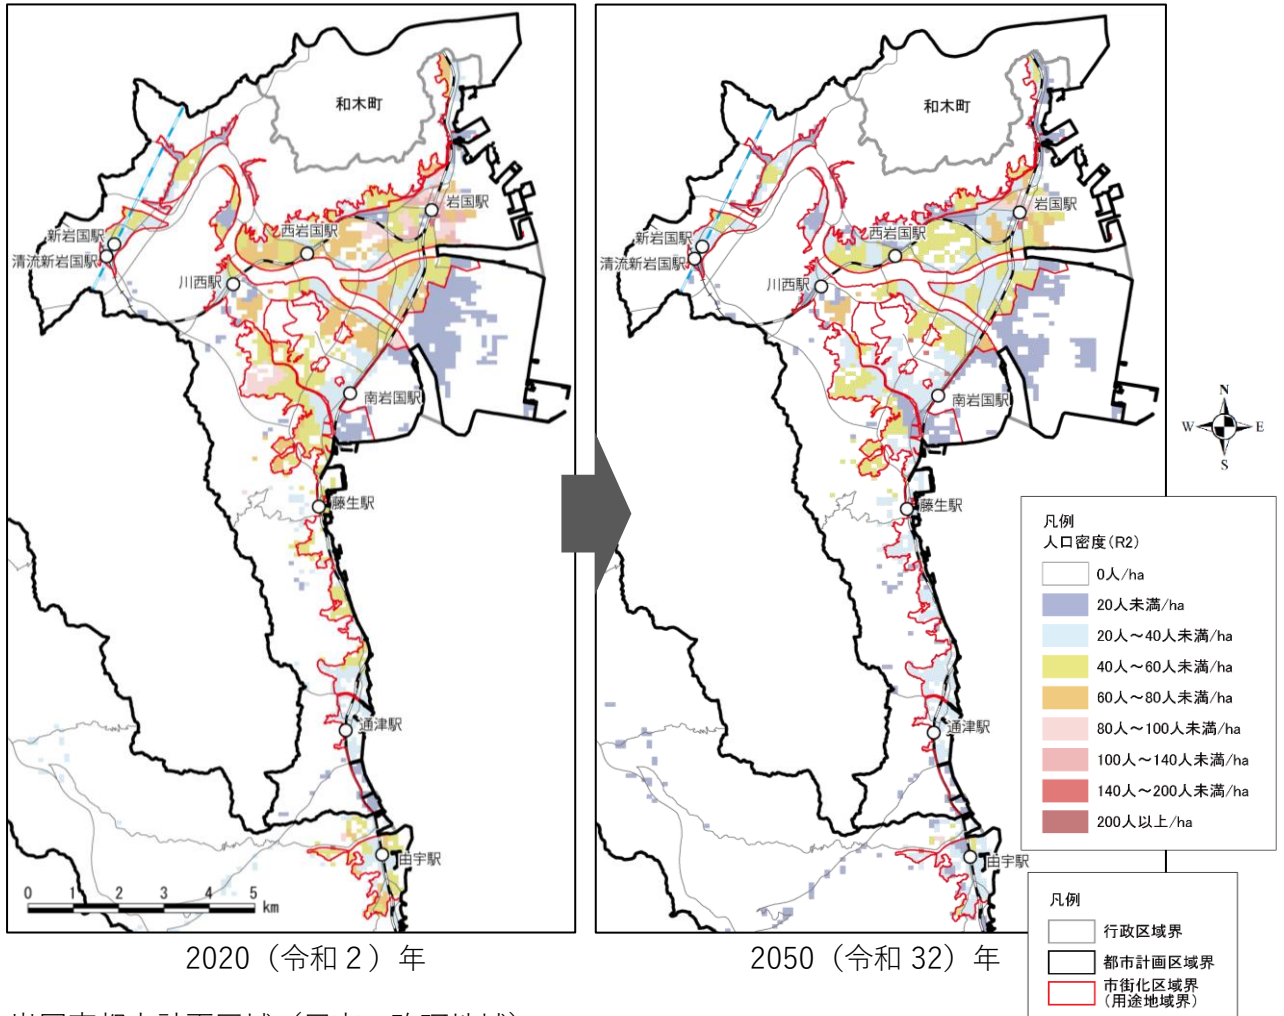 和木町
岩国駅
西岩国駅
新岩国駅
清流新岩国駅
川西駅
南岩国駅
藤生駅
通津駅
由宇駅
0 1 2 3 4 5
km
2020（令和２）年
和木町
岩国駅
西岩国駅
新岩国駅
清流新岩国駅
川西駅
南岩国駅
藤生駅
通津駅
由宇駅
2050（令和 32）年
N
W E
S
凡例
人口密度(R2)
0人/ha
20人未満/ha
20人～40人未満/ha
40人～60人未満/ha
60人～80人未満/ha
80人～100人未満/ha
100人～140人未満/ha
140人～200人未満/ha
200人以上/ha
凡例
行政区域界
都市計画区域界
市街化区域界
(用途地域界)